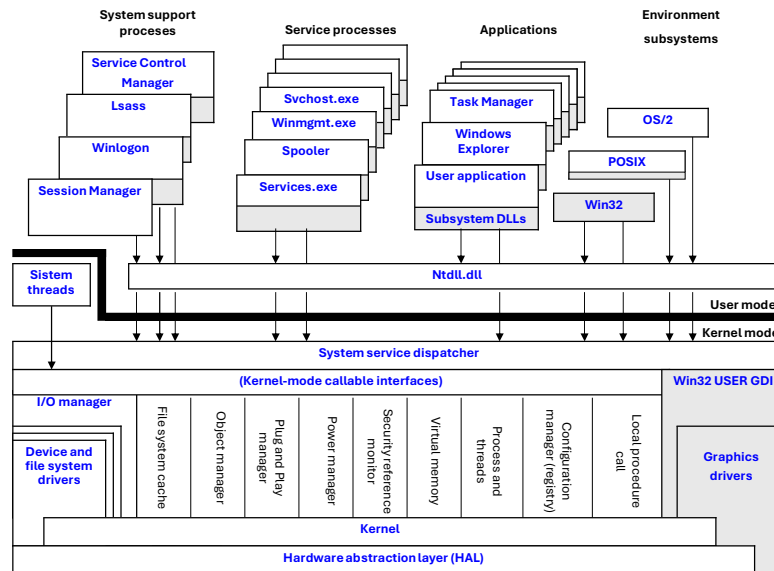 System support
proceses
Service processes
Applications
Environment
subsystems
Service Control
Manager
Lsass
Winlogon
Session Manager
Svchost.exe
Winmgmt.exe
Spooler
Services.exe
Task Manager
Windows
Explorer
User application
Subsystem DLLs
OS/2
POSIX
Win32
Sistem
threads
Ntdll.dll
User mode
Kernel mode
System service dispatcher
(Kernel-mode callable interfaces)
Win32 USER GDI
I/O manager
Device and
file system
drivers
File system cache
Object manager
Plug and Play
manager
Power manager
Security reference
monitor
Virtual memory
Process and
threads
Configuration
manager (registry)
Local procedure
call
Graphics
drivers
Kernel
Hardware abstraction layer (HAL)